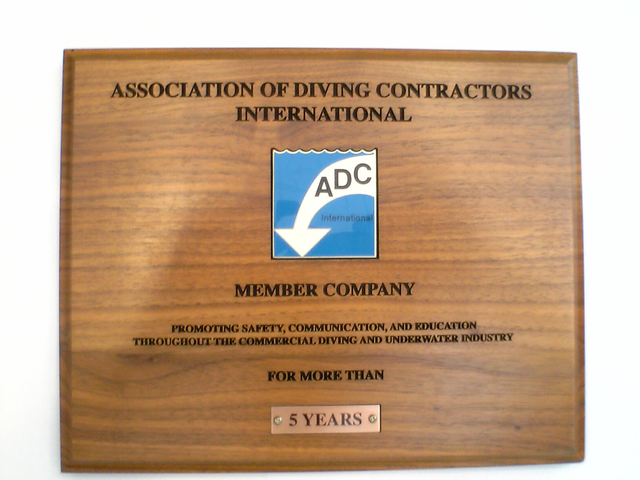 ASSOCIATION OF DIVING CONTRACTORS
INTERNATIONAL
ADC
International
MEMBER COMPANY
PROMOTING SAFETY, COMMUNICATION, AND EDUCATION
THROUGHOUT THE COMMERCIAL DIVING AND UNDERWATER INDUSTRY
FOR MORE THAN
5 YEARS